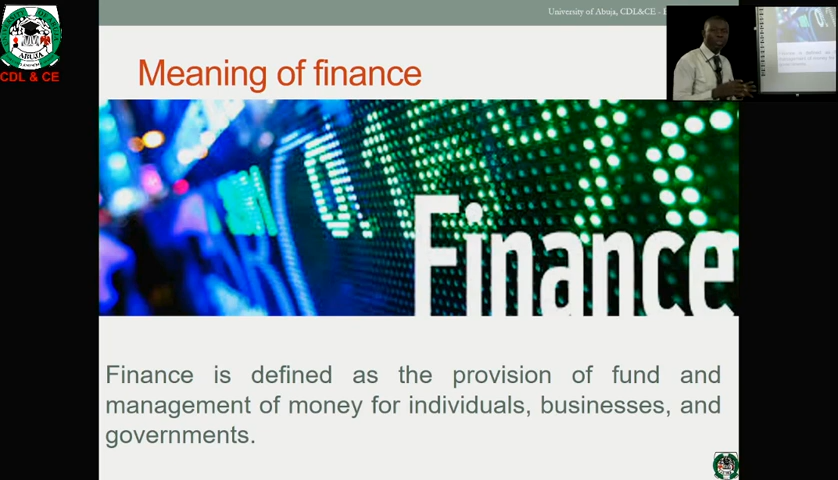 University of Abuja, CDL&CE -
ABUJA
CDL & CE
Meaning of finance
Finance
Finance is defined as the provision of fund and
management of money for individuals, businesses, and
governments.